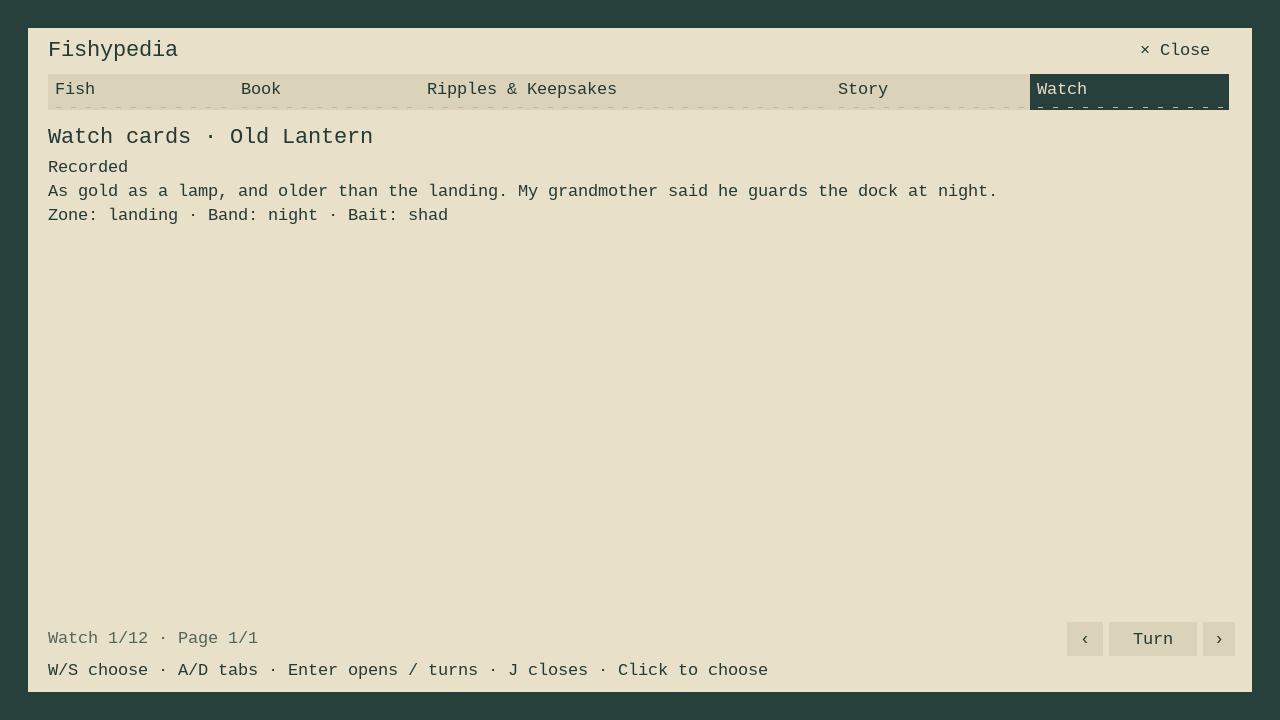 Fishypedia
× Close
Fish
Book
Ripples & Keepsakes
Story
Watch
Watch cards · Old Lantern
Recorded
As gold as a lamp, and older than the landing. My grandmother said he guards the dock at night.
Zone: landing · Band: night · Bait: shad
Watch 1/12 · Page 1/1
‹
Turn
›
W/S choose · A/D tabs · Enter opens / turns · J closes · Click to choose